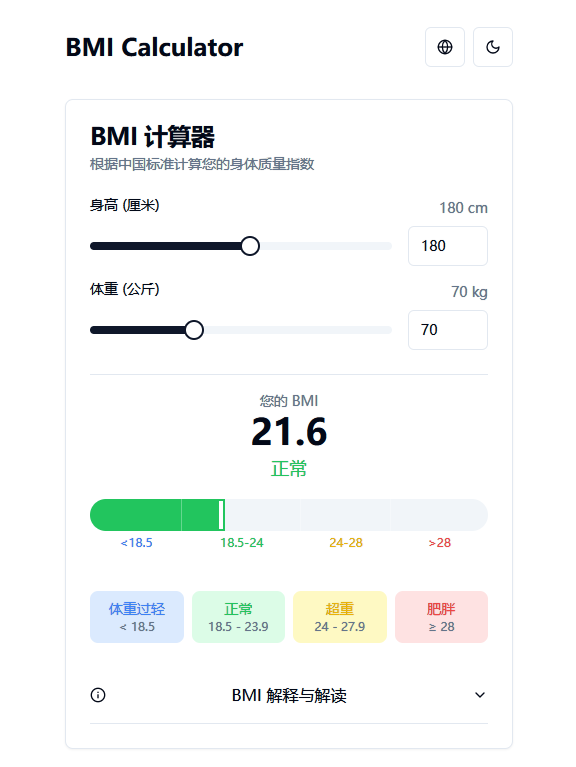 BMI Calculator
BMI 计算器
根据中国标准计算您的身体质量指数
身高 (厘米)
180 cm
180
体重 (公斤)
70 kg
70
您的 BMI
21.6
正常
<18.5 18.5-24 24-28 >28
体重过轻 正常 超重 肥胖
< 18.5 18.5 - 23.9 24 - 27.9 ≥ 28
BMI 解释与解读